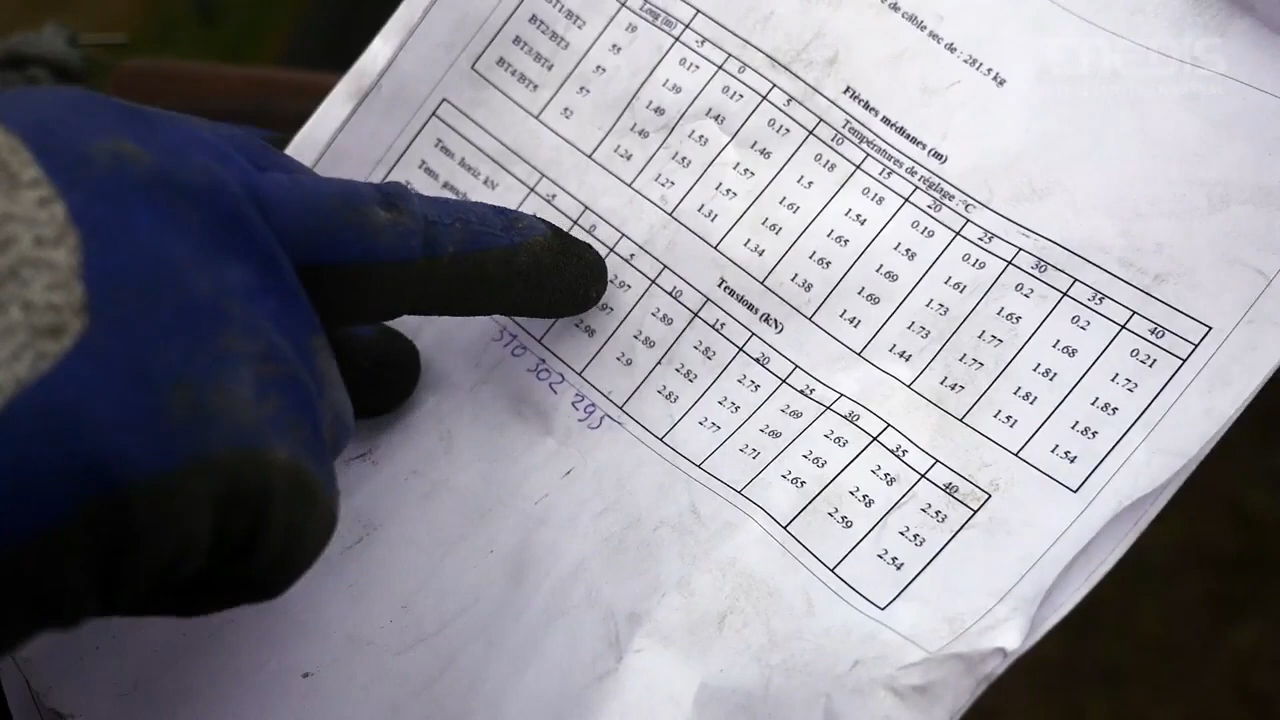 de câble sec de : 281.5 kg
Flèches médianes (m)
Températures de réglage :°C
Long (m) -5 0 5 10 15 20 25 30 35 40
19 0.17 0.17 0.17 0.18 0.18 0.19 0.19 0.2 0.2 0.21
BT1/BT2 55 1.39 1.43 1.46 1.5 1.54 1.58 1.61 1.65 1.68 1.72
BT2/BT3 57 1.49 1.53 1.57 1.61 1.65 1.69 1.73 1.77 1.81 1.85
BT3/BT4 57 1.49 1.53 1.57 1.61 1.65 1.69 1.73 1.77 1.81 1.85
BT4/BT5 52 1.24 1.27 1.31 1.34 1.38 1.41 1.44 1.47 1.51 1.54
Tensions (kN)
-5 0 5 10 15 20 25 30 35 40
Tens. horiz. kN 2.97 2.89 2.82 2.75 2.69 2.63 2.58 2.53
Tens. 2.89 2.82 2.75 2.69 2.63 2.58 2.53
2.98 2.9 2.83 2.77 2.71 2.65 2.59 2.54
310 302 295